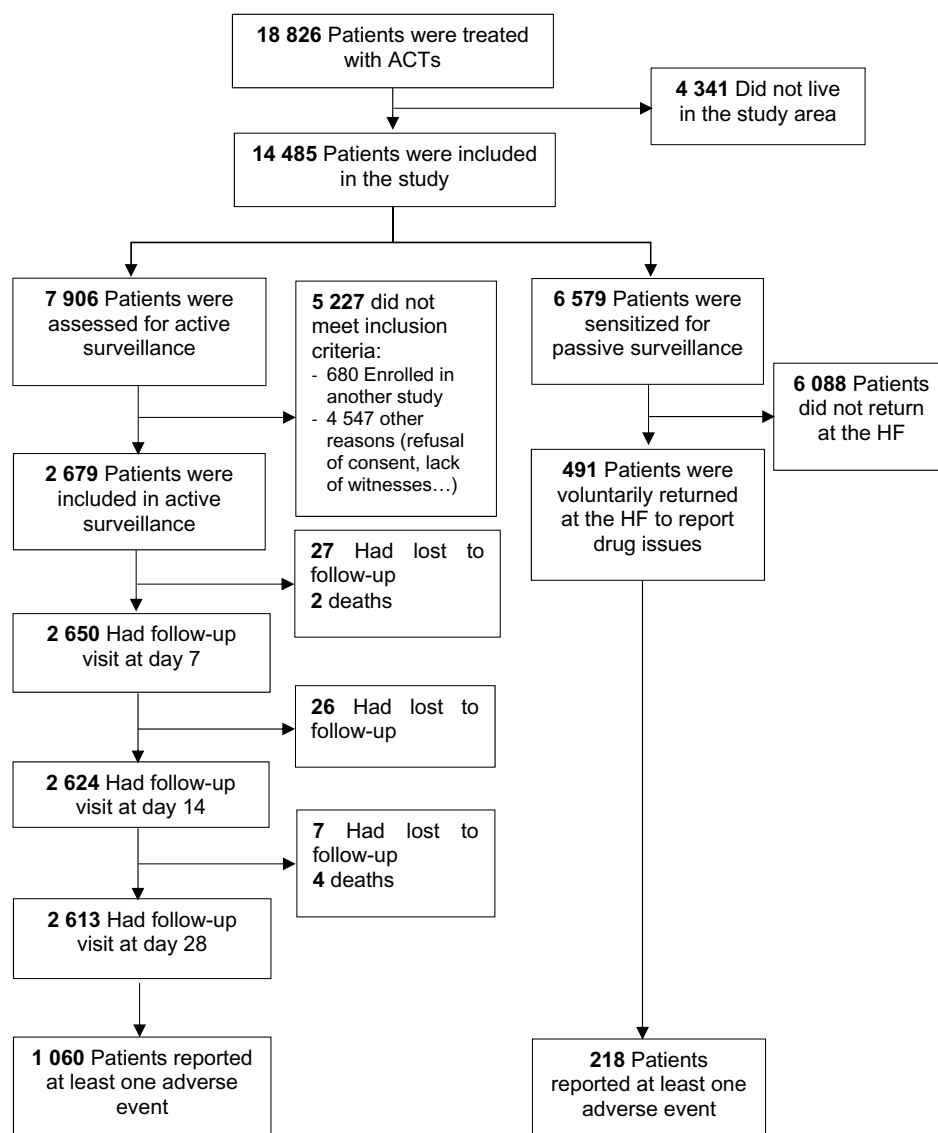 18 826 Patients were treated
with ACTs
4 341 Did not live
in the study area
14 485 Patients were included
in the study
7 906 Patients were
assessed for active
surveillance
5 227 did not
meet inclusion
criteria:
- 680 Enrolled in
another study
- 4 547 other
reasons (refusal
of consent, lack
of witnesses…)
6 579 Patients were
sensitized for
passive surveillance
6 088 Patients
did not return
at the HF
2 679 Patients were
included in active
surveillance
491 Patients were
voluntarily returned
at the HF to report
drug issues
27 Had lost to
follow-up
2 deaths
2 650 Had follow-up
visit at day 7
26 Had lost to
follow-up
2 624 Had follow-up
visit at day 14
7 Had lost to
follow-up
4 deaths
2 613 Had follow-up
visit at day 28
1 060 Patients reported
at least one adverse
event
218 Patients
reported at least one
adverse event